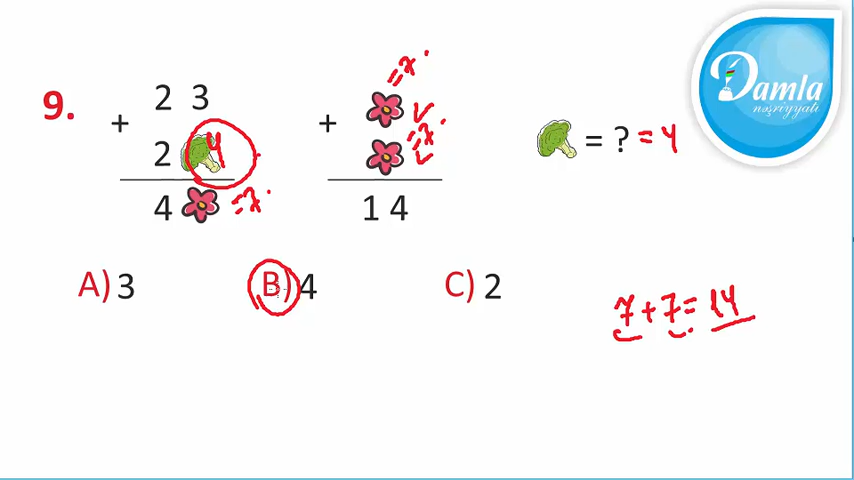 Damla
nəşriyyatı
9.
2 3
+
2 4
4 =7
=7
+
=7
1 4
= ? = 4
A) 3
B) 4
C) 2
7 + 7 = 14